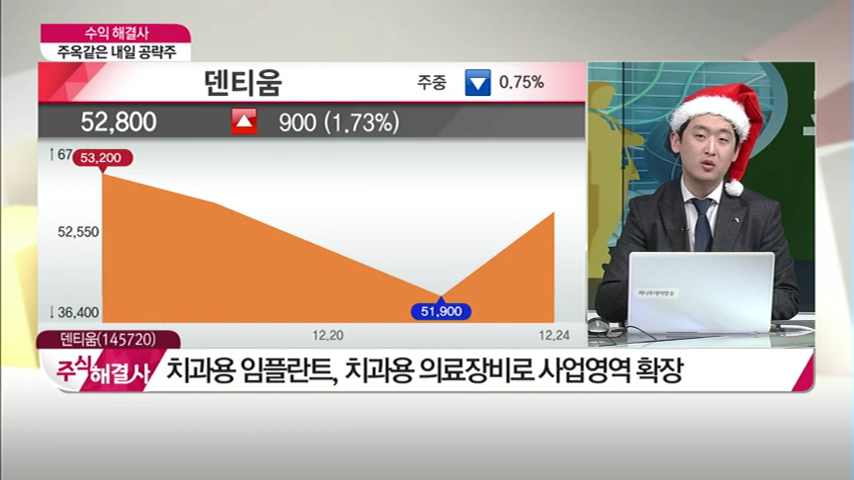 수익 해결사
주옥같은 내일 공략주
덴티움
주중 ▼ 0.75%
52,800 ▲ 900 (1.73%)
↑67
53,200
52,550
↓36,400
51,900
12,20
12,24
덴티움(145720)
주식해결사
치과용 임플란트, 치과용 의료장비로 사업영역 확장